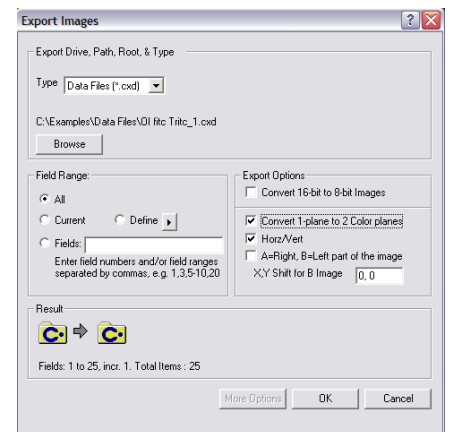 Export Images
Export Drive, Path, Root, & Type
Type Data Files (*.cxd)
C:\Examples\Data Files\OI fitc Tritc_1.cxd
Browse
Field Range:
All
Current Define
Fields:
Enter field numbers and/or field ranges
separated by commas, e.g. 1,3,5-10,20
Export Options
Convert 16-bit to 8-bit Images
Convert 1-plane to 2 Color planes
Horz/Vert
A=Right, B=Left part of the image
X,Y Shift for B Image 0, 0
Result
Fields: 1 to 25, incr. 1. Total Items : 25
More Options OK Cancel